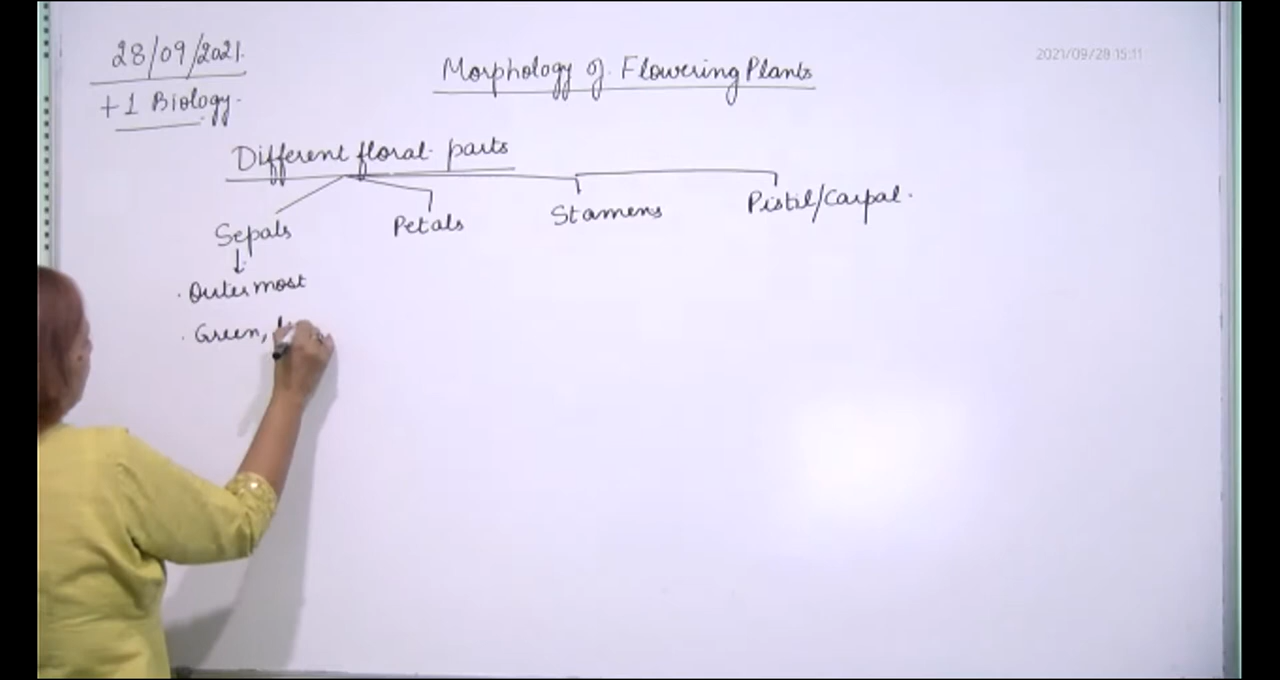 28/09/2021.
2021/09/28 15:11
Morphology of Flowering Plants
+1 Biology.
Different floral parts
Sepals Petals Stamens Pistil/Carpal.
Outermost
Green,